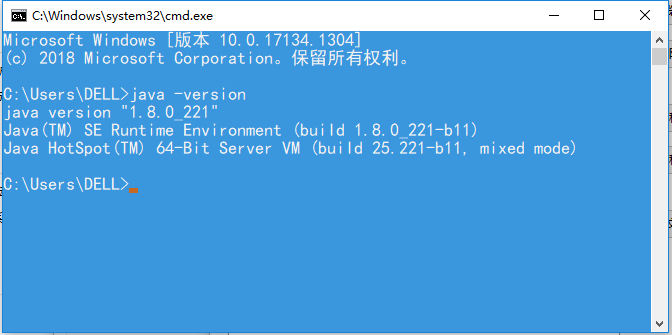 C:\Windows\system32\cmd.exe
Microsoft Windows [版本 10.0.17134.1304]
(c) 2018 Microsoft Corporation。保留所有权利。
C:\Users\DELL>java -version
java version "1.8.0_221"
Java(TM) SE Runtime Environment (build 1.8.0_221-b11)
Java HotSpot(TM) 64-Bit Server VM (build 25.221-b11, mixed mode)
C:\Users\DELL>